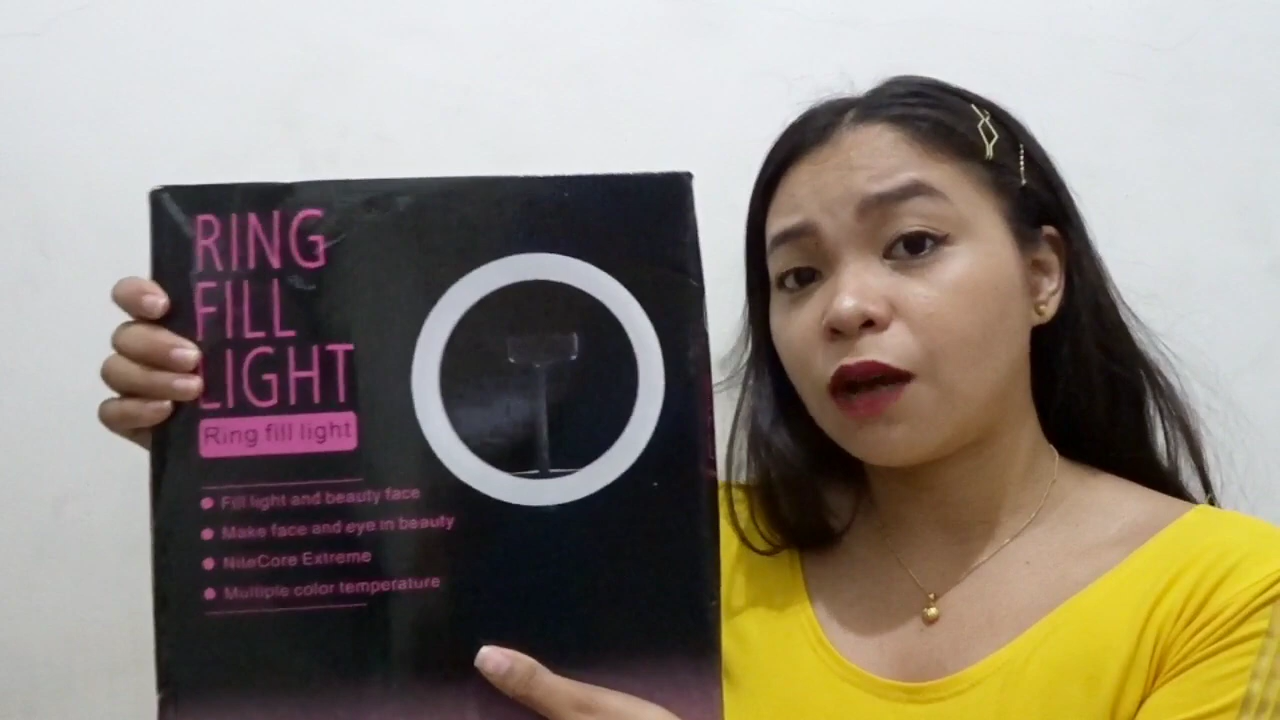 RING
FILL
LIGHT
Ring fill light
Fill light and beauty face
Make face and eye in beauty
NiteCore Extreme
Multiple color temperature